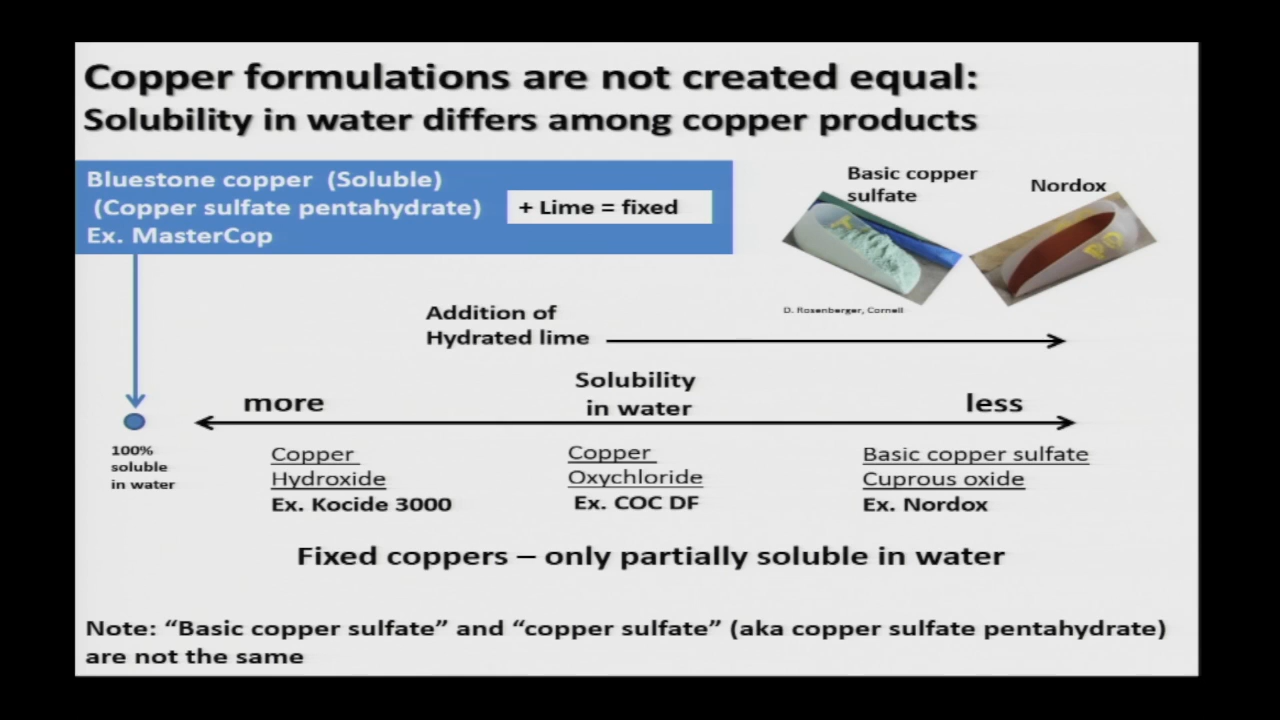 Copper formulations are not created equal:
Solubility in water differs among copper products
Bluestone copper (Soluble)
(Copper sulfate pentahydrate)
Ex. MasterCop
+ Lime = fixed
Basic copper
sulfate
Nordox
D. Rosenberger, Cornell
Addition of
Hydrated lime
Solubility
in water
more
less
100%
soluble
in water
Copper
Hydroxide
Ex. Kocide 3000
Copper
Oxychloride
Ex. COC DF
Basic copper sulfate
Cuprous oxide
Ex. Nordox
Fixed coppers – only partially soluble in water
Note: “Basic copper sulfate” and “copper sulfate” (aka copper sulfate pentahydrate)
are not the same